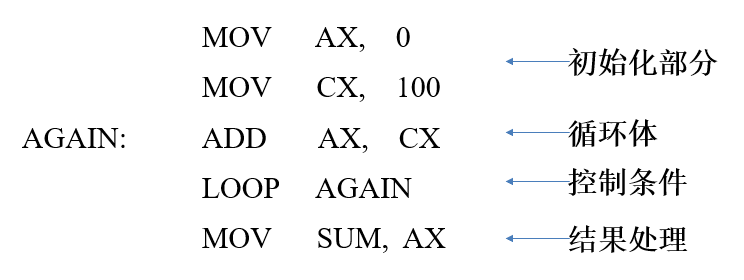 MOV AX, 0
初始化部分
MOV CX, 100
AGAIN: ADD AX, CX 循环体
LOOP AGAIN 控制条件
MOV SUM, AX 结果处理